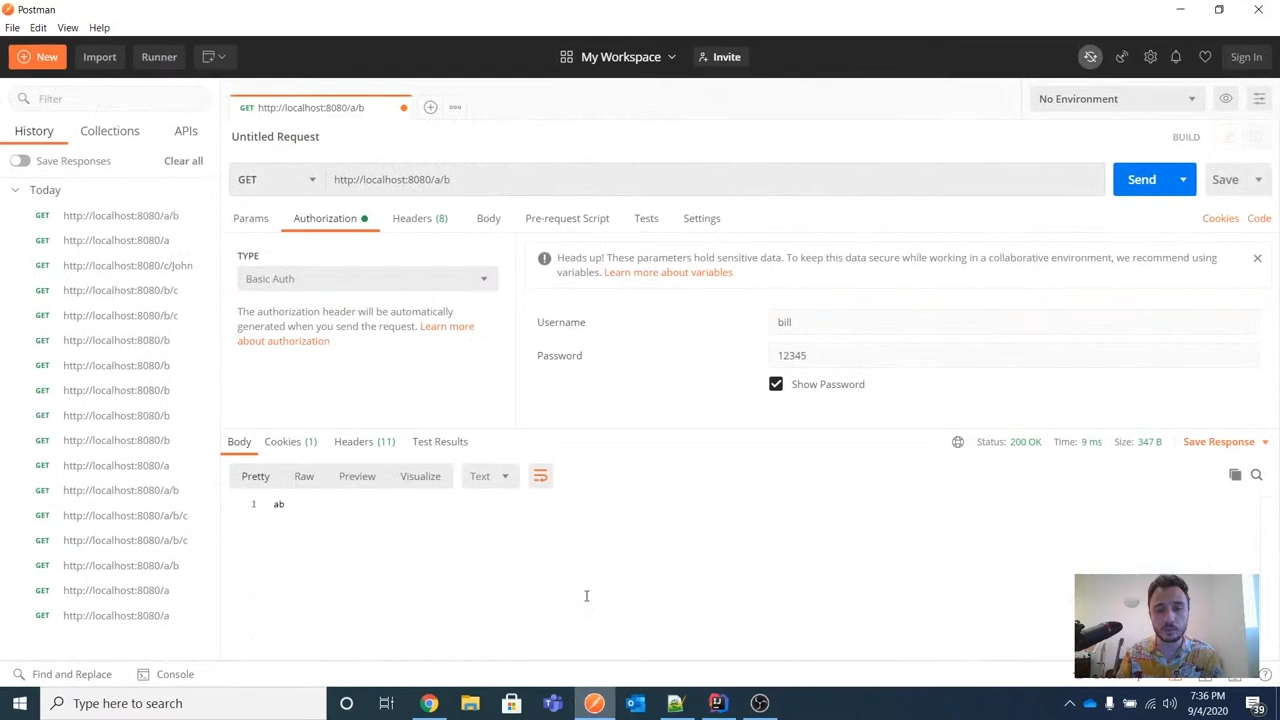 Postman
File Edit View Help
New Import Runner My Workspace Invite Sign In
Filter
History Collections APIs
Save Responses Clear all
Today
GET http://localhost:8080/a/b
GET http://localhost:8080/a
GET http://localhost:8080/c/John
GET http://localhost:8080/b/c
GET http://localhost:8080/b/c
GET http://localhost:8080/b
GET http://localhost:8080/b
GET http://localhost:8080/b
GET http://localhost:8080/b
GET http://localhost:8080/b
GET http://localhost:8080/a
GET http://localhost:8080/a/b
GET http://localhost:8080/a/b/c
GET http://localhost:8080/a/b/c
GET http://localhost:8080/a/b
GET http://localhost:8080/a
GET http://localhost:8080/a
GET http://localhost:8080/a/b
No Environment
Untitled Request
BUILD
GET http://localhost:8080/a/b Send Save
Params Authorization Headers (8) Body Pre-request Script Tests Settings Cookies Code
TYPE
Basic Auth
The authorization header will be automatically
generated when you send the request. Learn more
about authorization
Heads up! These parameters hold sensitive data. To keep this data secure while working in a collaborative environment, we recommend using
variables. Learn more about variables
Username bill
Password 12345
Show Password
Body Cookies (1) Headers (11) Test Results Status: 200 OK Time: 9 ms Size: 347 B Save Response
Pretty Raw Preview Visualize Text
1 ab
Find and Replace Console
Type here to search
7:36 PM
9/4/2020
39